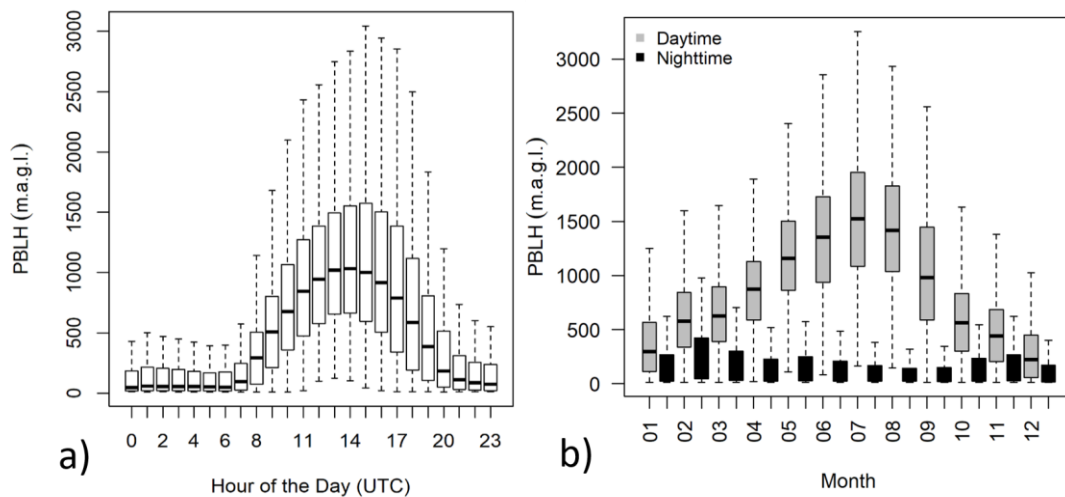 PBLH (m.a.g.l.)
3000
2500
2000
1500
1000
500
0
0 2 4 6 8 11 14 17 20 23
a)
Hour of the Day (UTC)
PBLH (m.a.g.l.)
Daytime
Nighttime
3000
2500
2000
1500
1000
500
0
01 02 03 04 05 06 07 08 09 10 11 12
b)
Month